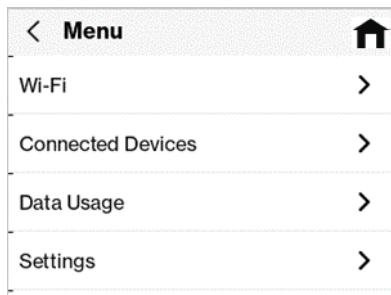 Menu
Wi-Fi
Connected Devices
Data Usage
Settings